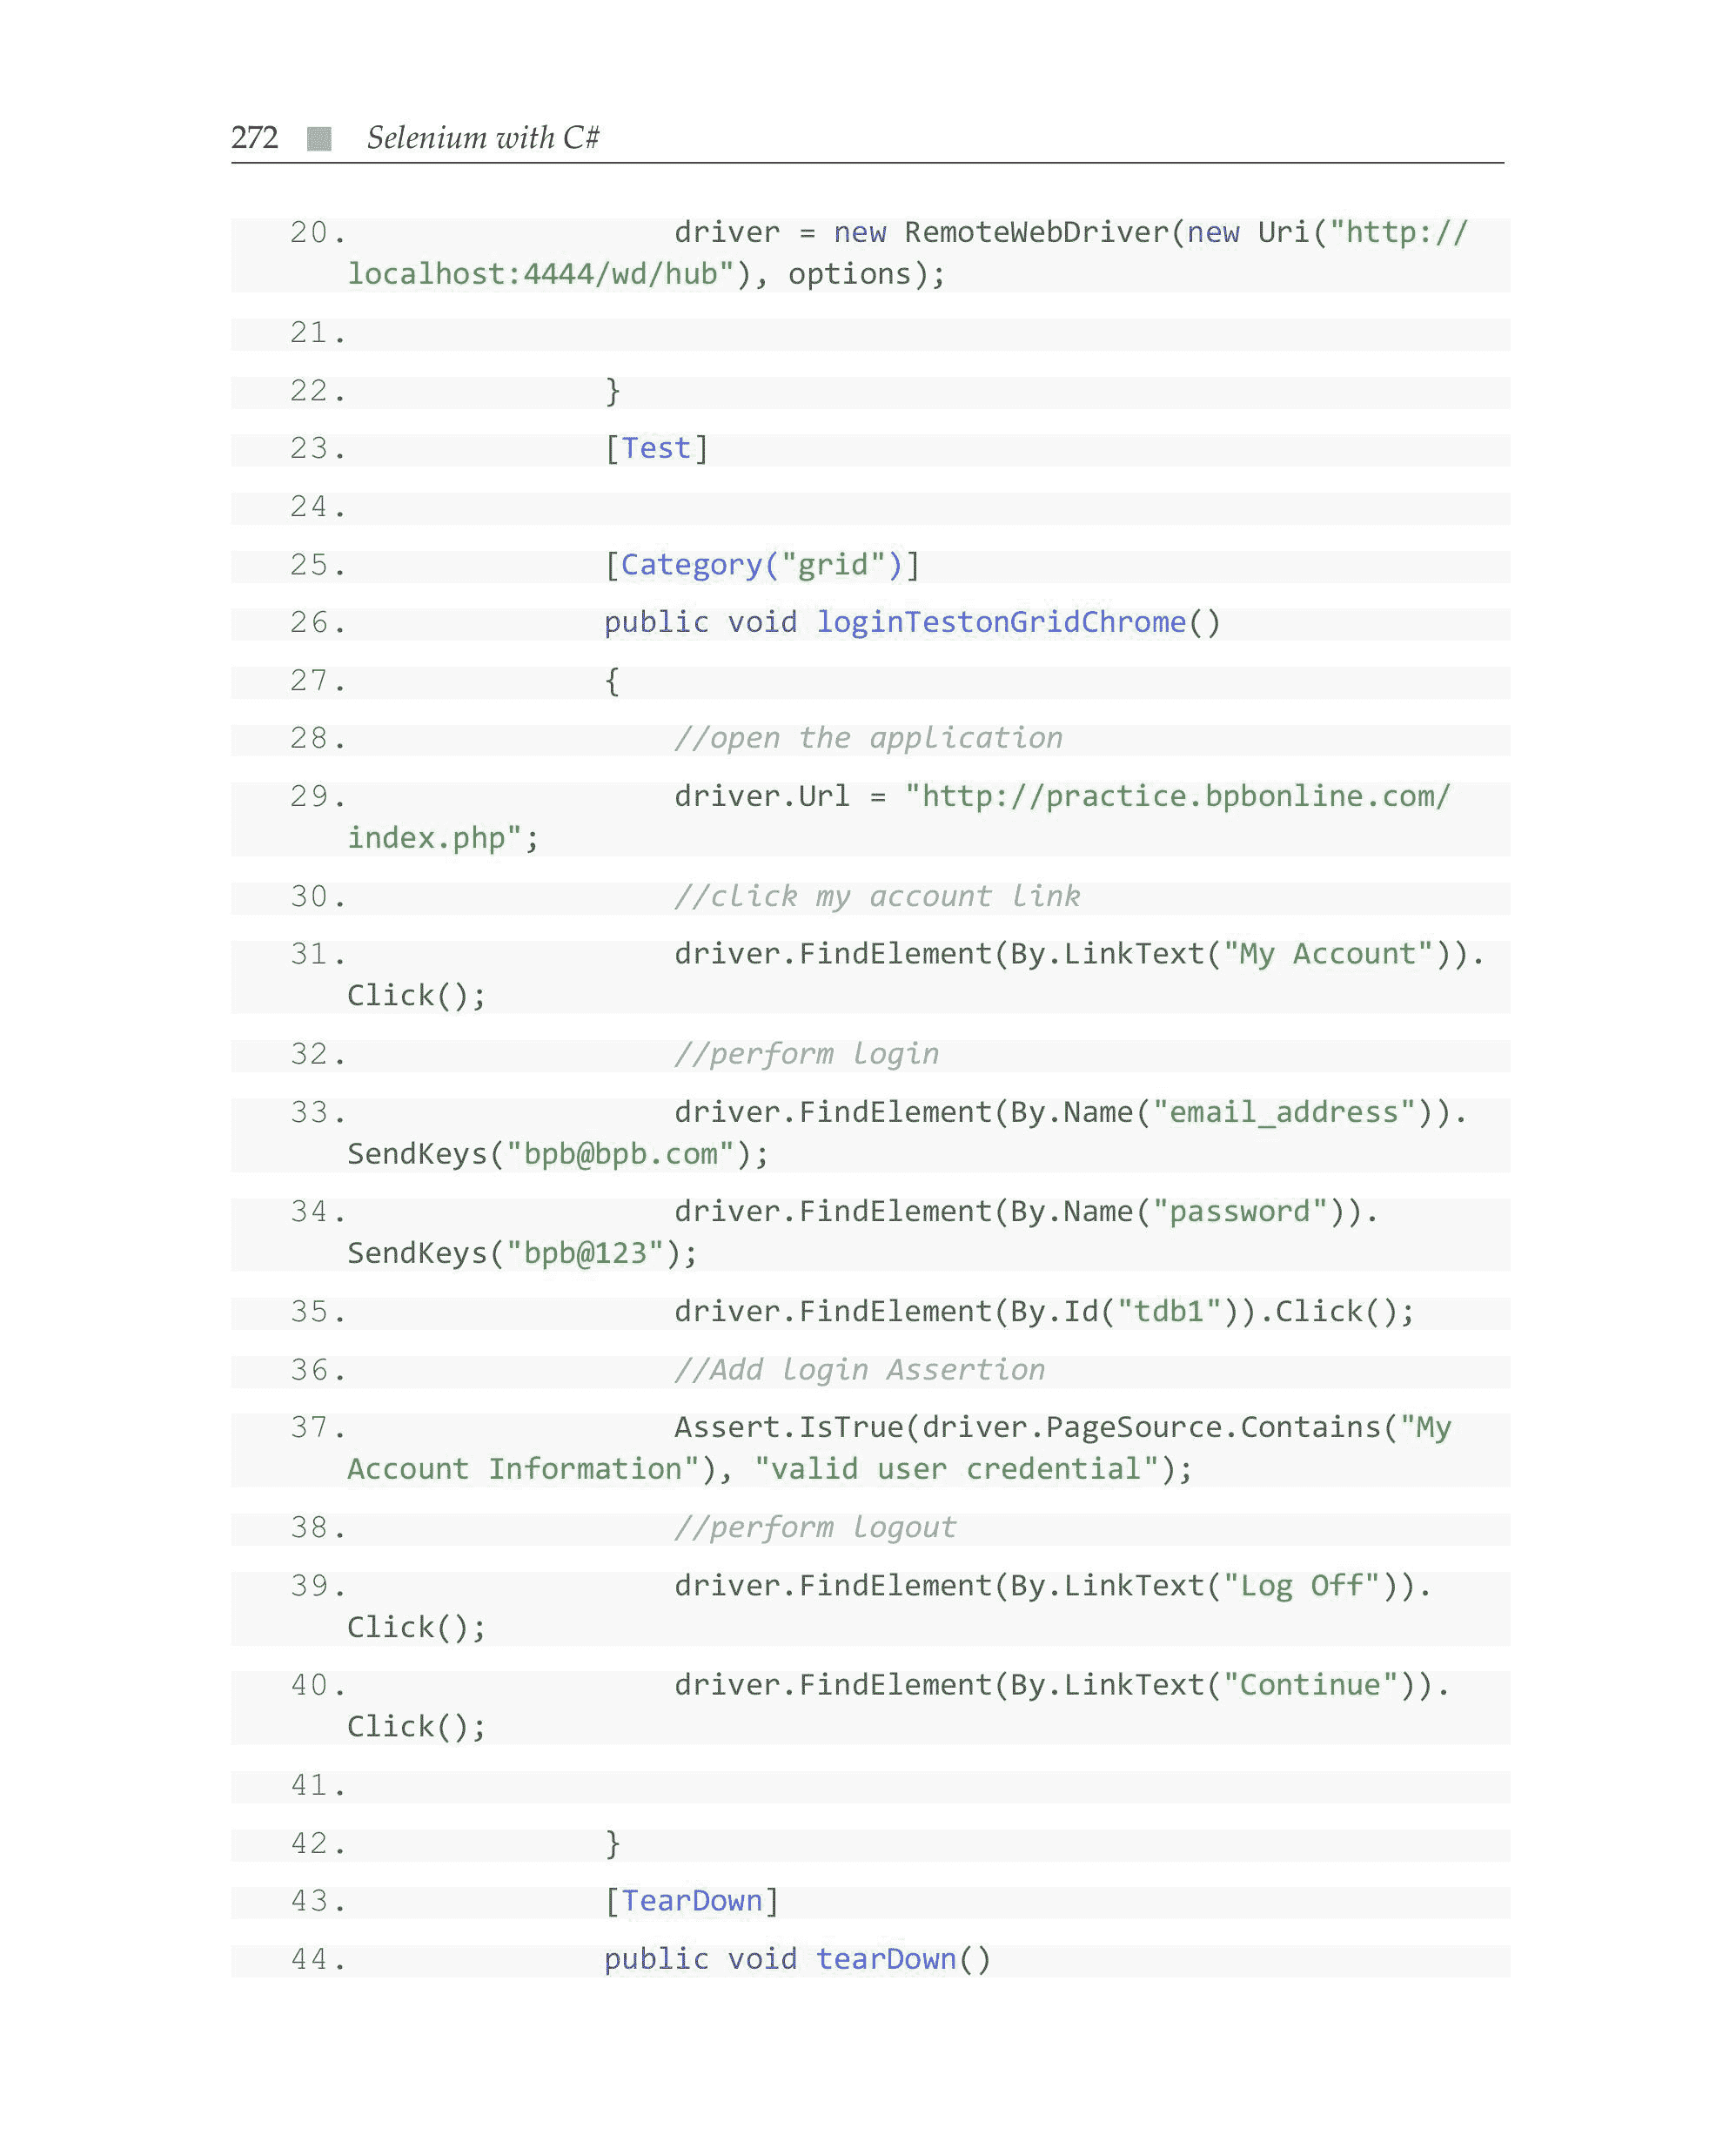 272 Selenium with C#
20. driver = new RemoteWebDriver(new Uri("http://
localhost:4444/wd/hub"), options);
21.
22. }
23. [Test]
24.
25. [Category("grid")]
26. public void loginTestonGridChrome()
27. {
28. //open the application
29. driver.Url = "http://practice.bpbonline.com/
index.php";
30. //click my account link
31. driver.FindElement(By.LinkText("My Account")).
Click();
32. //perform login
33. driver.FindElement(By.Name("email_address")).
SendKeys("bpb@bpb.com");
34. driver.FindElement(By.Name("password")).
SendKeys("bpb@123");
35. driver.FindElement(By.Id("tdb1")).Click();
36. //Add login Assertion
37. Assert.IsTrue(driver.PageSource.Contains("My
Account Information"), "valid user credential");
38. //perform logout
39. driver.FindElement(By.LinkText("Log Off")).
Click();
40. driver.FindElement(By.LinkText("Continue")).
Click();
41.
42. }
43. [TearDown]
44. public void tearDown()